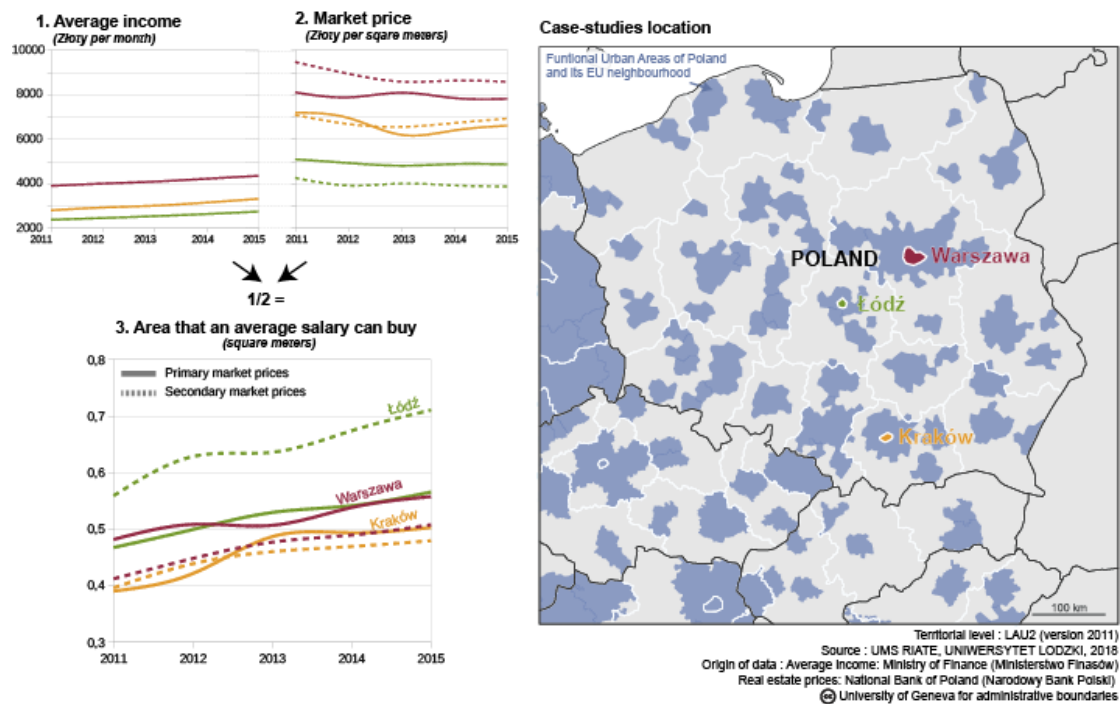 1. Average income
(Złoty per month)
2. Market price
(Złoty per sqare meters)
10000
8000
6000
4000
2000
2011 2012 2013 2014 2015
2011 2012 2013 2014 2015
1/2 =
3. Area that an average salary can buy
(square meters)
0,8
0,7
0,6
0,5
0,4
0,3
Primary market prices
Secondary market prices
Łódź
Warszawa
Kraków
2011 2012 2013 2014 2015
Case-studies location
Funtional Urban Areas of Poland
and its EU neighbourhood
POLAND
Warszawa
Łódź
Kraków
100 km
Territorial level : LAU2 (version 2011)
Source : UMS RIATE, UNIWERSYTET LODZKI, 2018
Origin of data : Average Income: Ministry of Finance (Ministerstwo Finasów)
Real estate prices: National Bank of Poland (Narodowy Bank Polski)
cc University of Geneva for administrative boundaries